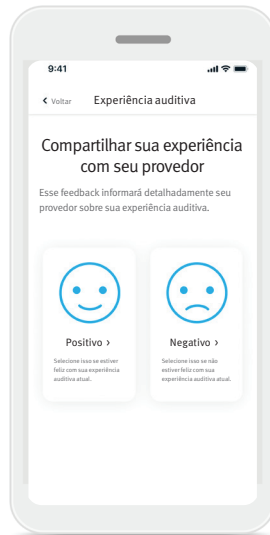 9:41
Voltar
Experiência auditiva
Compartilhar sua experiência
com seu provedor
Esse feedback informará detalhadamente seu
provedor sobre sua experiência auditiva.
Positivo ›
Selecione isso se estiver
feliz com sua experiência
auditiva atual.
Negativo ›
Selecione isso se não
estiver feliz com sua
experiência auditiva atual.